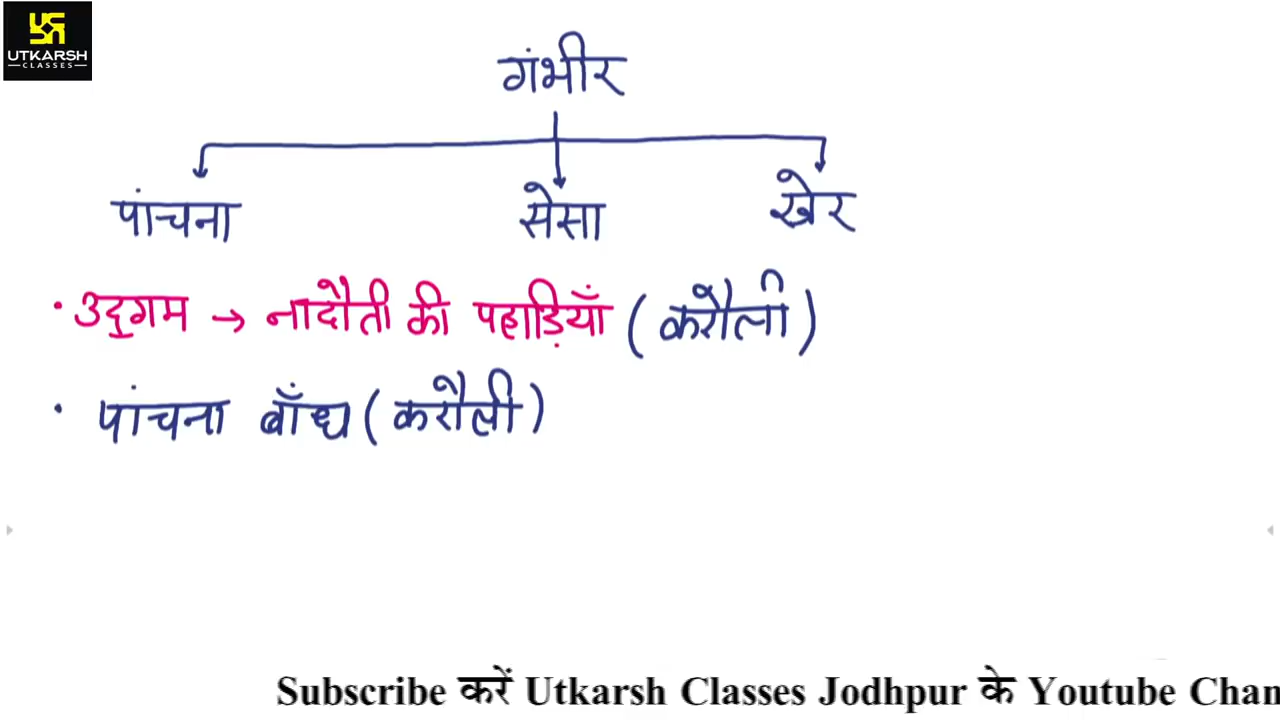 UTKARSH
CLASSES
गंभीर
पांचना सेसा खेर
· उद्गम → नादौती की पहाड़ियाँ (करौली)
· पांचना बाँध (करौली)
Subscribe करें Utkarsh Classes Jodhpur के Youtube Chan